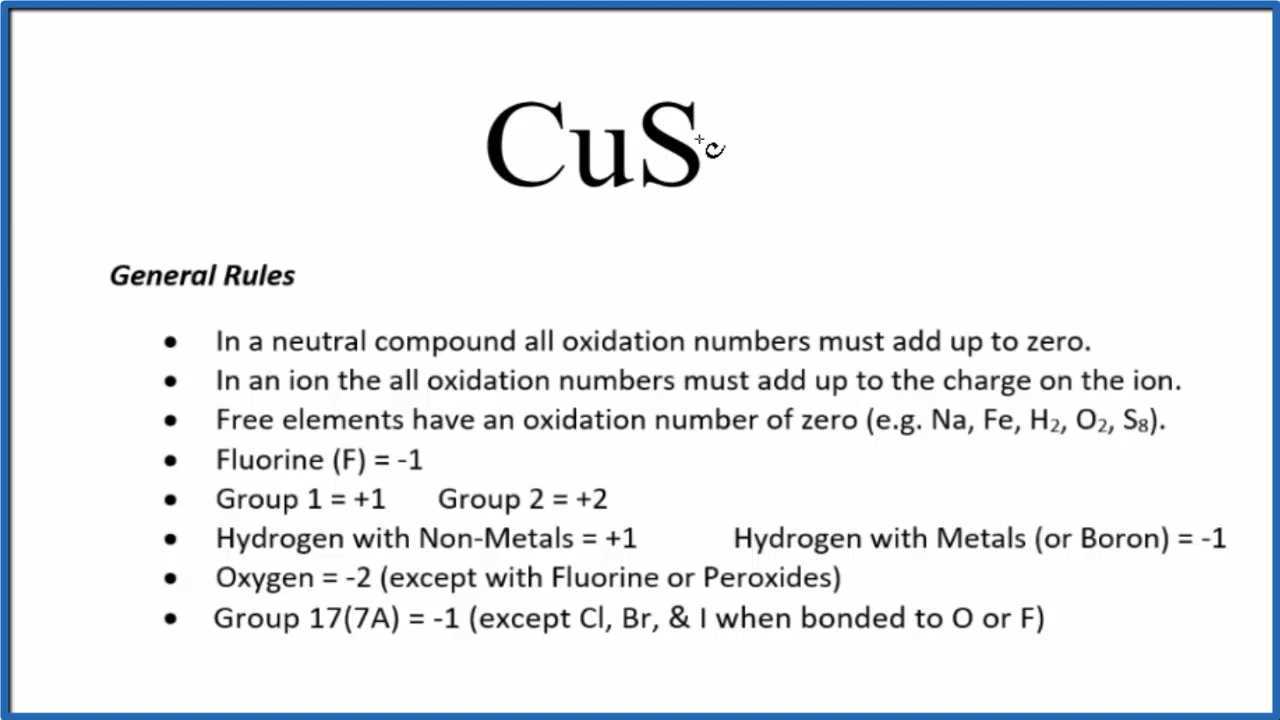 CuS
General Rules
• In a neutral compound all oxidation numbers must add up to zero.
• In an ion the all oxidation numbers must add up to the charge on the ion.
• Free elements have an oxidation number of zero (e.g. Na, Fe, H₂, O₂, S₈).
• Fluorine (F) = -1
• Group 1 = +1 Group 2 = +2
• Hydrogen with Non-Metals = +1 Hydrogen with Metals (or Boron) = -1
• Oxygen = -2 (except with Fluorine or Peroxides)
• Group 17(7A) = -1 (except Cl, Br, & I when bonded to O or F)